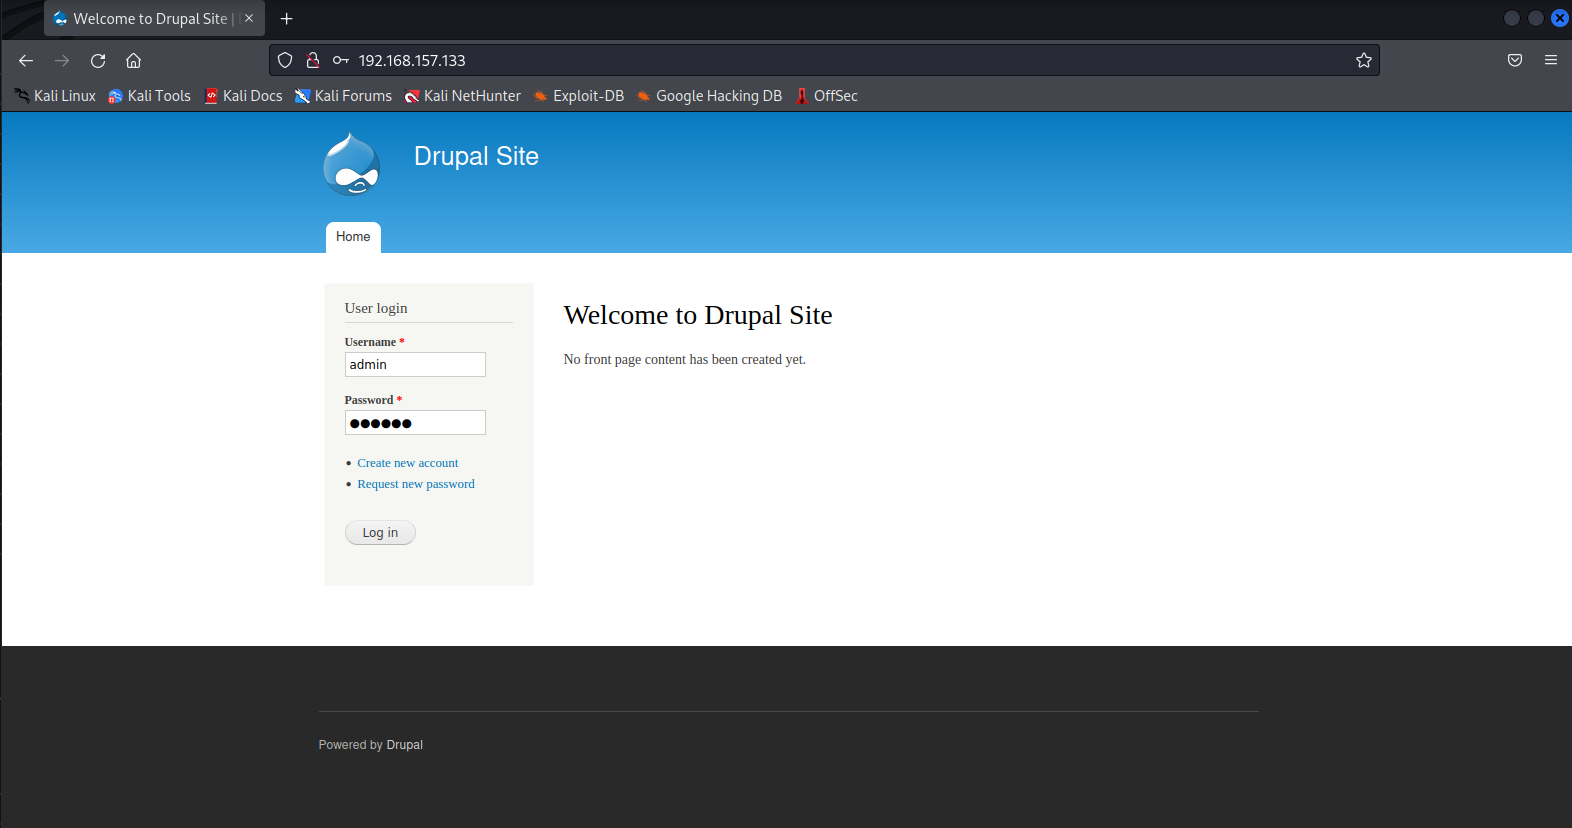 Welcome to Drupal Site |
192.168.157.133
Kali Linux Kali Tools Kali Docs Kali Forums Kali NetHunter Exploit-DB Google Hacking DB OffSec
Drupal Site
Home
User login
Username *
admin
Password *
Create new account
Request new password
Log in
Welcome to Drupal Site
No front page content has been created yet.
Powered by Drupal